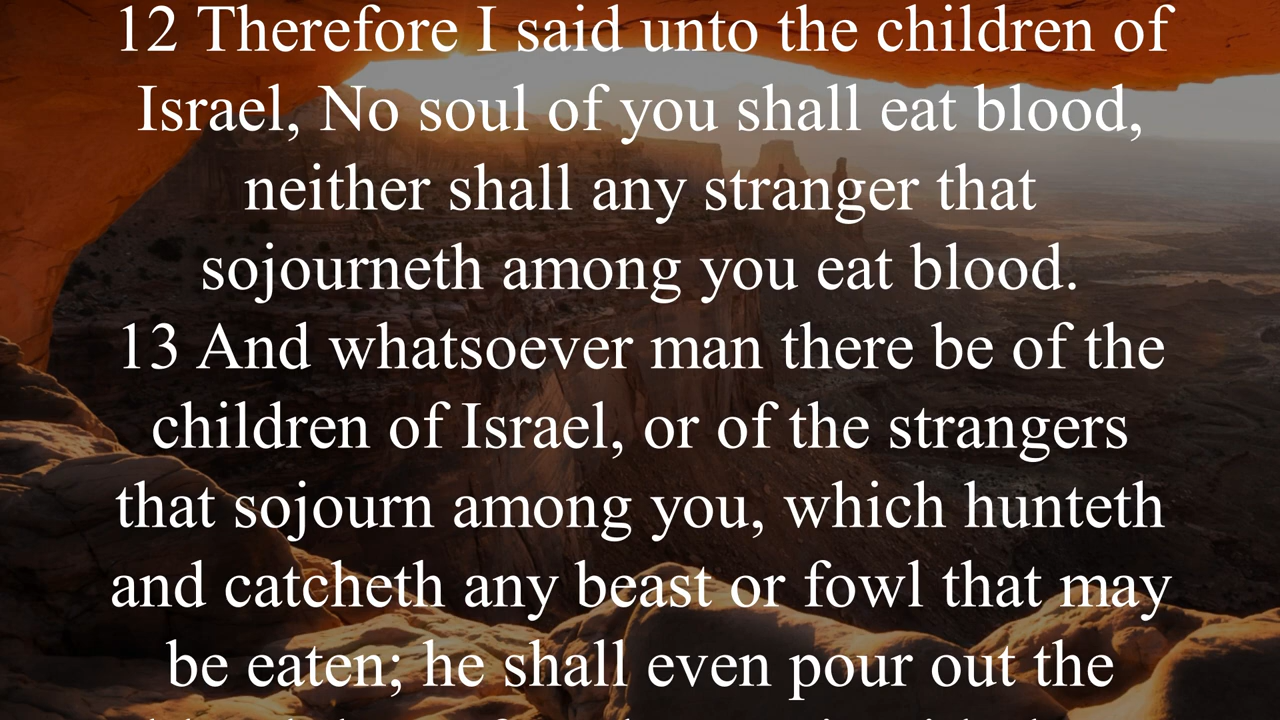 12 Therefore I said unto the children of
Israel, No soul of you shall eat blood,
neither shall any stranger that
sojourneth among you eat blood.
13 And whatsoever man there be of the
children of Israel, or of the strangers
that sojourn among you, which hunteth
and catcheth any beast or fowl that may
be eaten; he shall even pour out the